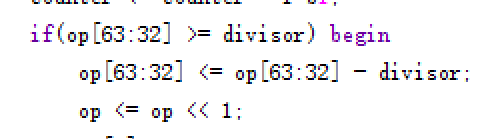 if(op[63:32] >= divisor) begin
op[63:32] <= op[63:32] - divisor;
op <= op << 1;